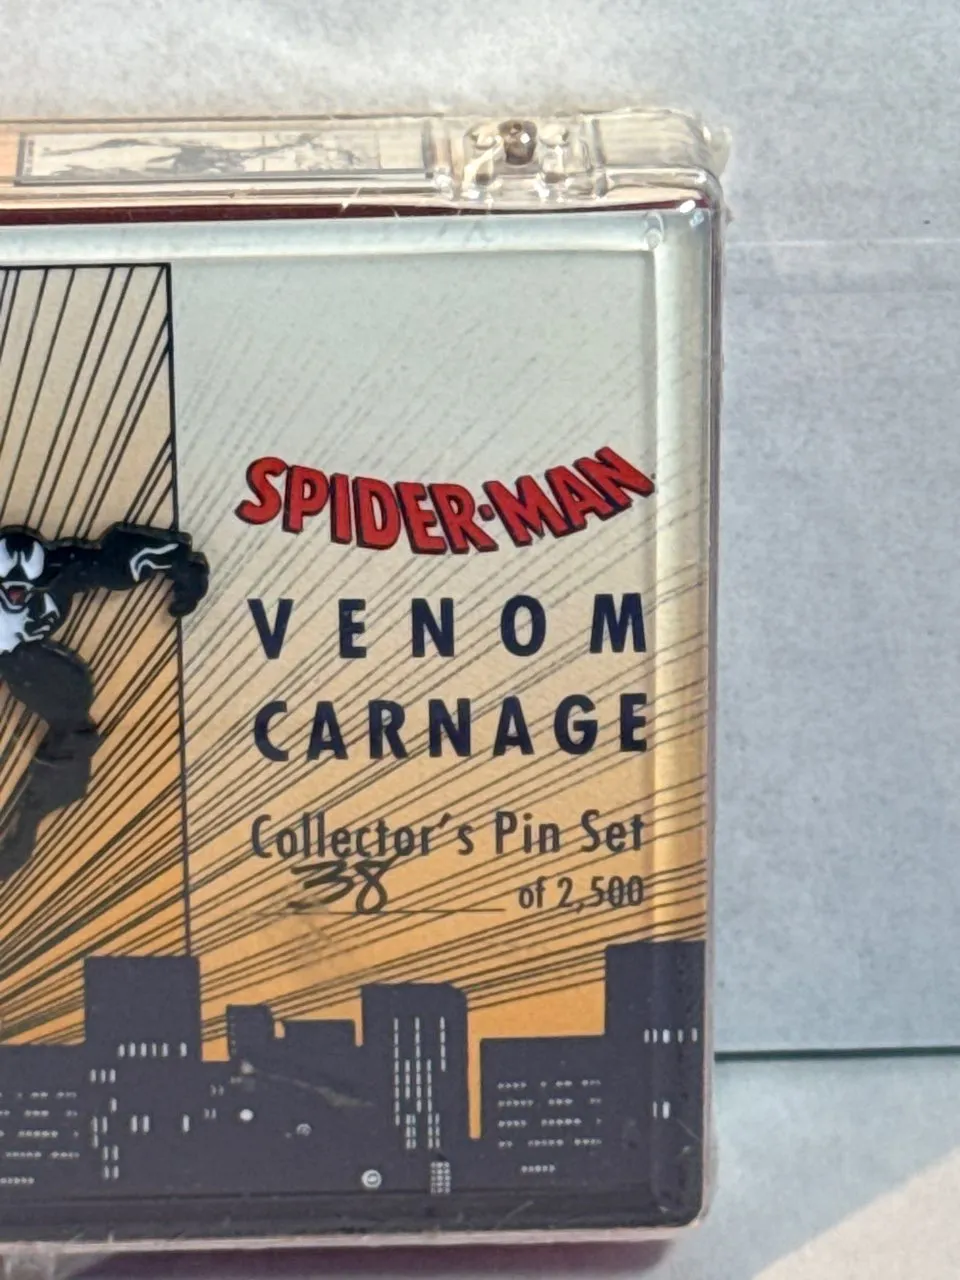 SPIDER-MAN
VENOM
CARNAGE
Collector's Pin Set
38 of 2,500